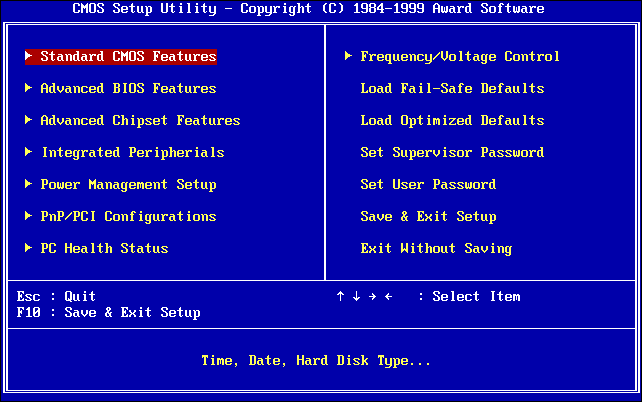 CMOS Setup Utility - Copyright (C) 1984-1999 Award Software
Standard CMOS Features
Advanced BIOS Features
Advanced Chipset Features
Integrated Peripherials
Power Management Setup
PnP/PCI Configurations
PC Health Status
Frequency/Voltage Control
Load Fail-Safe Defaults
Load Optimized Defaults
Set Supervisor Password
Set User Password
Save & Exit Setup
Exit Without Saving
Esc : Quit
F10 : Save & Exit Setup
↑ ↓ → ← : Select Item
Time, Date, Hard Disk Type...